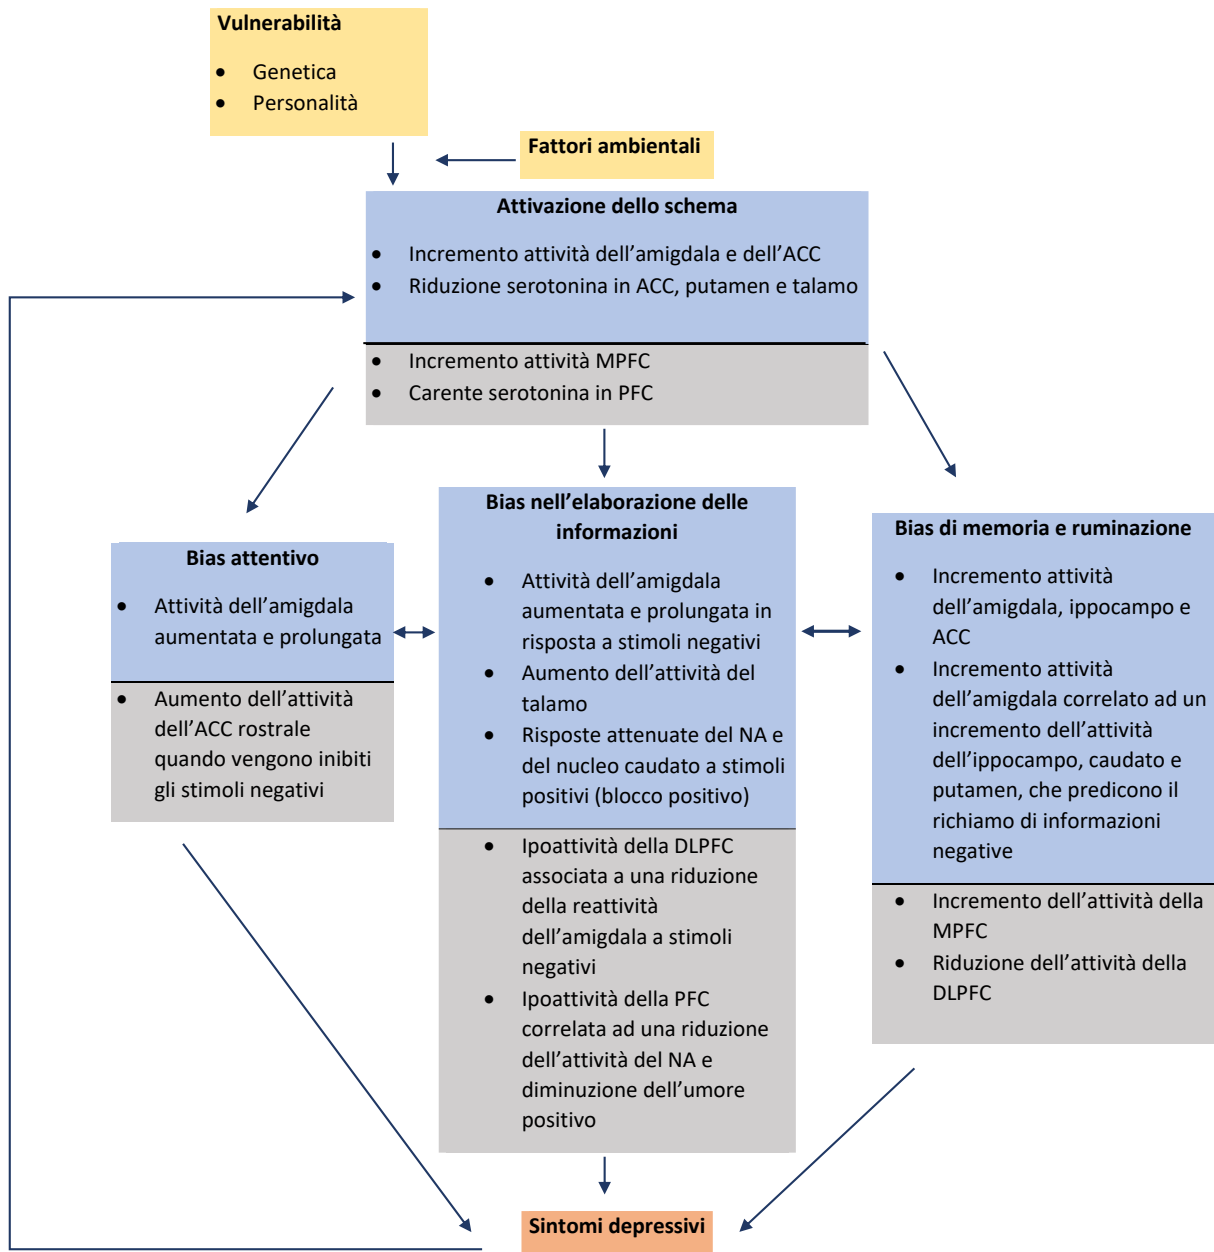 Vulnerabilità
• Genetica
• Personalità
Fattori ambientali
Attivazione dello schema
• Incremento attività dell’amigdala e dell’ACC
• Riduzione serotonina in ACC, putamen e talamo
• Incremento attività MPFC
• Carente serotonina in PFC
Bias attentivo
• Attività dell’amigdala
aumentata e prolungata
• Aumento dell’attività
dell’ACC rostrale
quando vengono inibiti
gli stimoli negativi
Bias nell’elaborazione delle
informazioni
• Attività dell’amigdala
aumentata e prolungata in
risposta a stimoli negativi
• Aumento dell’attività del
talamo
• Risposte attenuate del NA e
del nucleo caudato a stimoli
positivi (blocco positivo)
• Ipoattività della DLPFC
associata a una riduzione
della reattività
dell’amigdala a stimoli
negativi
• Ipoattività della PFC
correlata ad una riduzione
dell’attività del NA e
diminuzione dell’umore
positivo
Bias di memoria e ruminazione
• Incremento attività
dell’amigdala, ippocampo e
ACC
• Incremento attività
dell’amigdala correlato ad un
incremento dell’attività
dell’ippocampo, caudato e
putamen, che predicono il
richiamo di informazioni
negative
• Incremento dell’attività della
MPFC
• Riduzione dell’attività della
DLPFC
Sintomi depressivi